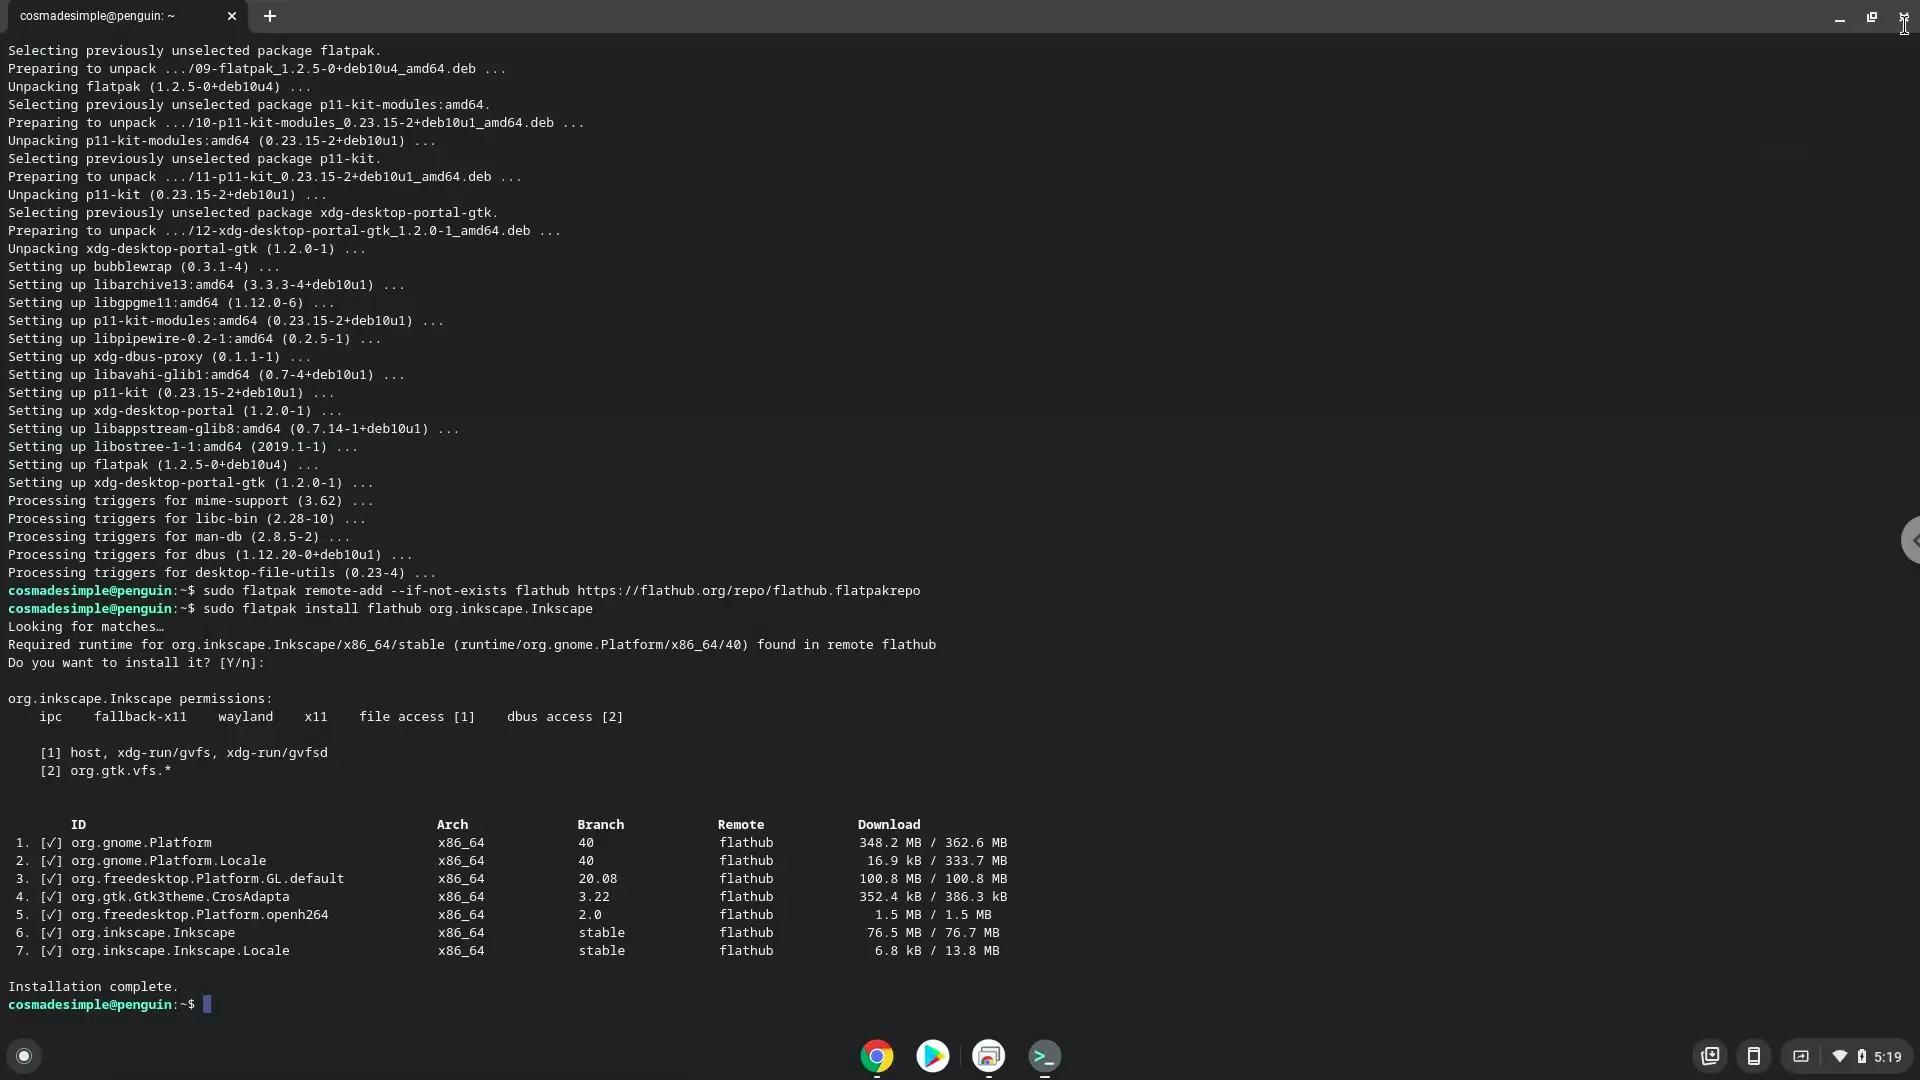 cosmadesimple@penguin: ~
Selecting previously unselected package flatpak.
Preparing to unpack .../09-flatpak_1.2.5-0+deb10u4_amd64.deb ...
Unpacking flatpak (1.2.5-0+deb10u4) ...
Selecting previously unselected package p11-kit-modules:amd64.
Preparing to unpack .../10-p11-kit-modules_0.23.15-2+deb10u1_amd64.deb ...
Unpacking p11-kit-modules:amd64 (0.23.15-2+deb10u1) ...
Selecting previously unselected package p11-kit.
Preparing to unpack .../11-p11-kit_0.23.15-2+deb10u1_amd64.deb ...
Unpacking p11-kit (0.23.15-2+deb10u1) ...
Selecting previously unselected package xdg-desktop-portal-gtk.
Preparing to unpack .../12-xdg-desktop-portal-gtk_1.2.0-1_amd64.deb ...
Unpacking xdg-desktop-portal-gtk (1.2.0-1) ...
Setting up bubblewrap (0.3.1-4) ...
Setting up libarchive13:amd64 (3.3.3-4+deb10u1) ...
Setting up libgpgme11:amd64 (1.12.0-6) ...
Setting up p11-kit-modules:amd64 (0.23.15-2+deb10u1) ...
Setting up libpipewire-0.2-1:amd64 (0.2.5-1) ...
Setting up xdg-dbus-proxy (0.1.1-1) ...
Setting up libavahi-glib1:amd64 (0.7-4+deb10u1) ...
Setting up p11-kit (0.23.15-2+deb10u1) ...
Setting up xdg-desktop-portal (1.2.0-1) ...
Setting up libappstream-glib8:amd64 (0.7.14-1+deb10u1) ...
Setting up libostree-1-1:amd64 (2019.1-1) ...
Setting up flatpak (1.2.5-0+deb10u4) ...
Setting up xdg-desktop-portal-gtk (1.2.0-1) ...
Processing triggers for mime-support (3.62) ...
Processing triggers for libc-bin (2.28-10) ...
Processing triggers for man-db (2.8.5-2) ...
Processing triggers for dbus (1.12.20-0+deb10u1) ...
Processing triggers for desktop-file-utils (0.23-4) ...
cosmadesimple@penguin:~$ sudo flatpak remote-add --if-not-exists flathub https://flathub.org/repo/flathub.flatpakrepo
cosmadesimple@penguin:~$ sudo flatpak install flathub org.inkscape.Inkscape
Looking for matches…
Required runtime for org.inkscape.Inkscape/x86_64/stable (runtime/org.gnome.Platform/x86_64/40) found in remote flathub
Do you want to install it? [Y/n]:
org.inkscape.Inkscape permissions:
ipc fallback-x11 wayland x11 file access [1] dbus access [2]
[1] host, xdg-run/gvfs, xdg-run/gvfsd
[2] org.gtk.vfs.*
ID Arch Branch Remote Download
1. [✓] org.gnome.Platform x86_64 40 flathub 348.2 MB / 362.6 MB
2. [✓] org.gnome.Platform.Locale x86_64 40 flathub 16.9 kB / 333.7 MB
3. [✓] org.freedesktop.Platform.GL.default x86_64 20.08 flathub 100.8 MB / 100.8 MB
4. [✓] org.gtk.Gtk3theme.CrosAdapta x86_64 3.22 flathub 352.4 kB / 386.3 kB
5. [✓] org.freedesktop.Platform.openh264 x86_64 2.0 flathub 1.5 MB / 1.5 MB
6. [✓] org.inkscape.Inkscape x86_64 stable flathub 76.5 MB / 76.7 MB
7. [✓] org.inkscape.Inkscape.Locale x86_64 stable flathub 6.8 kB / 13.8 MB
Installation complete.
cosmadesimple@penguin:~$
5:19